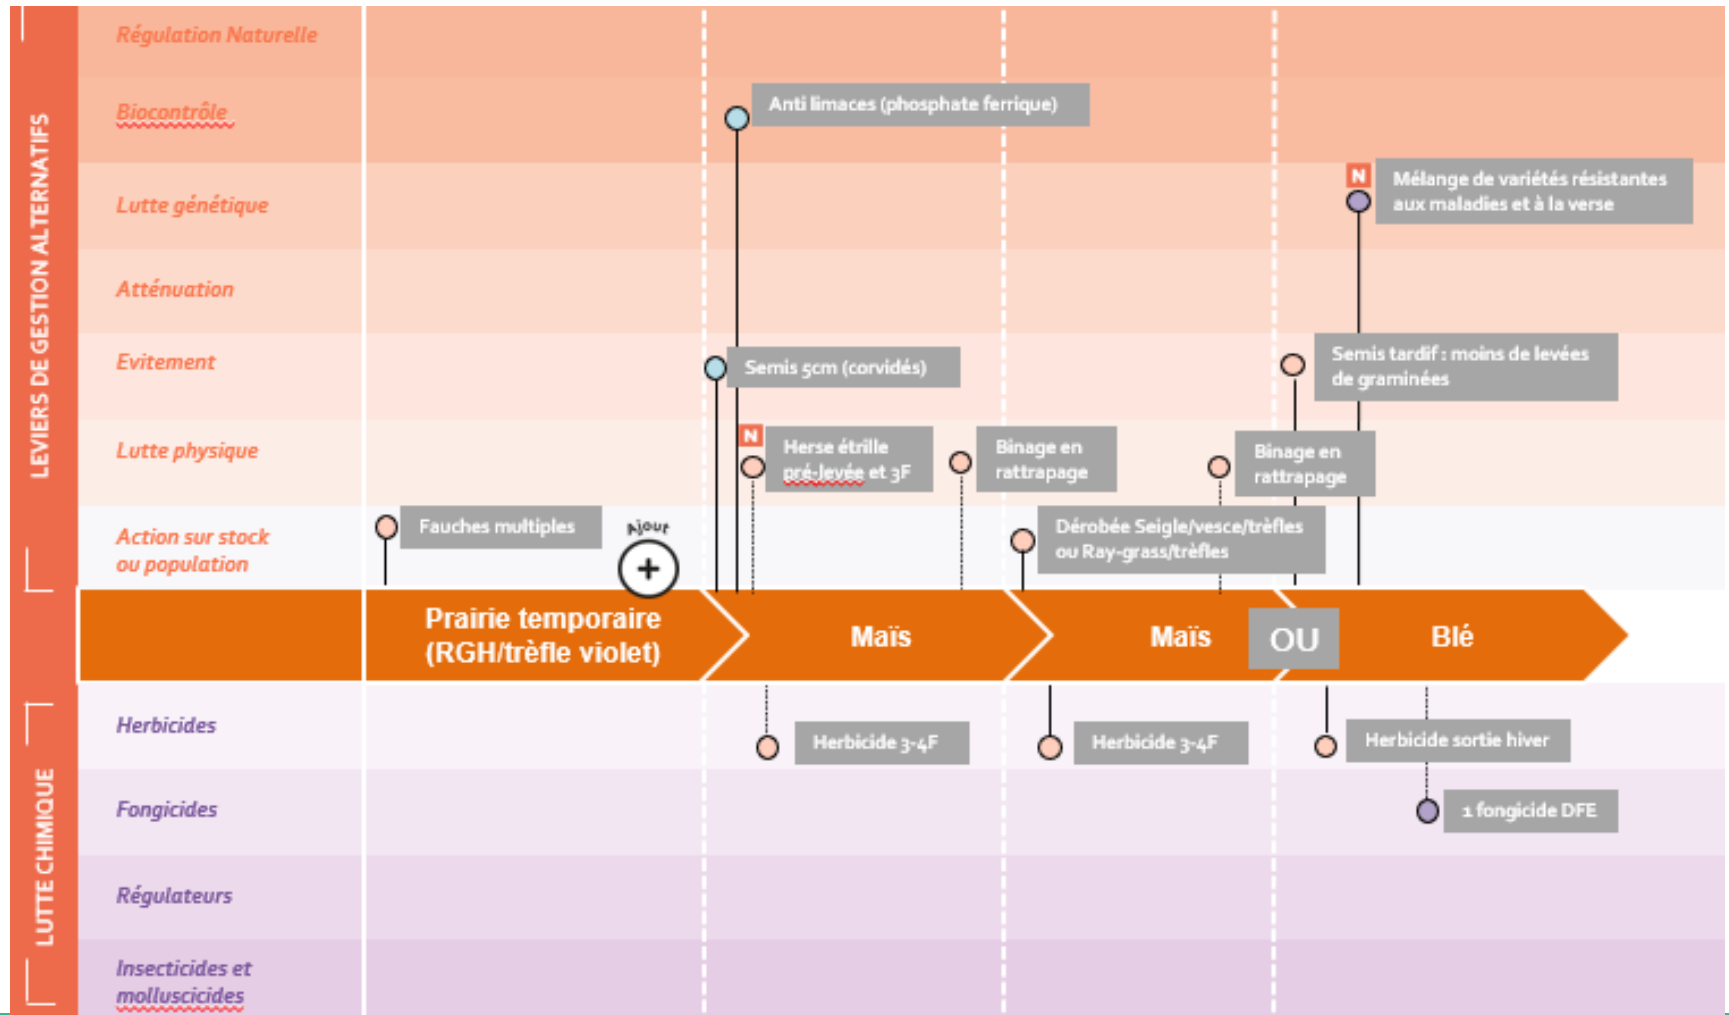 LEVIERS DE GESTION ALTERNATIFS
Régulation Naturelle
Biocontrôle
Anti limaces (phosphate ferrique)
Lutte génétique
N
Mélange de variétés résistantes
aux maladies et à la verse
Atténuation
Evitement
Semis 5cm (corvidés)
Semis tardif : moins de levées
de graminées
Lutte physique
N
Herse étrille
pré-levée et 3F
Binage en
rattrapage
Binage en
rattrapage
Action sur stock
ou population
Fauches multiples
Ajout
+
Dérobée Seigle/vesce/trèfles
ou Ray-grass/trèfles
Prairie temporaire
(RGH/trèfle violet)
Maïs
Maïs
OU
Blé
LUTTE CHIMIQUE
Herbicides
Herbicide 3-4F
Herbicide 3-4F
Herbicide sortie hiver
Fongicides
1 fongicide DFE
Régulateurs
Insecticides et
molluscicides